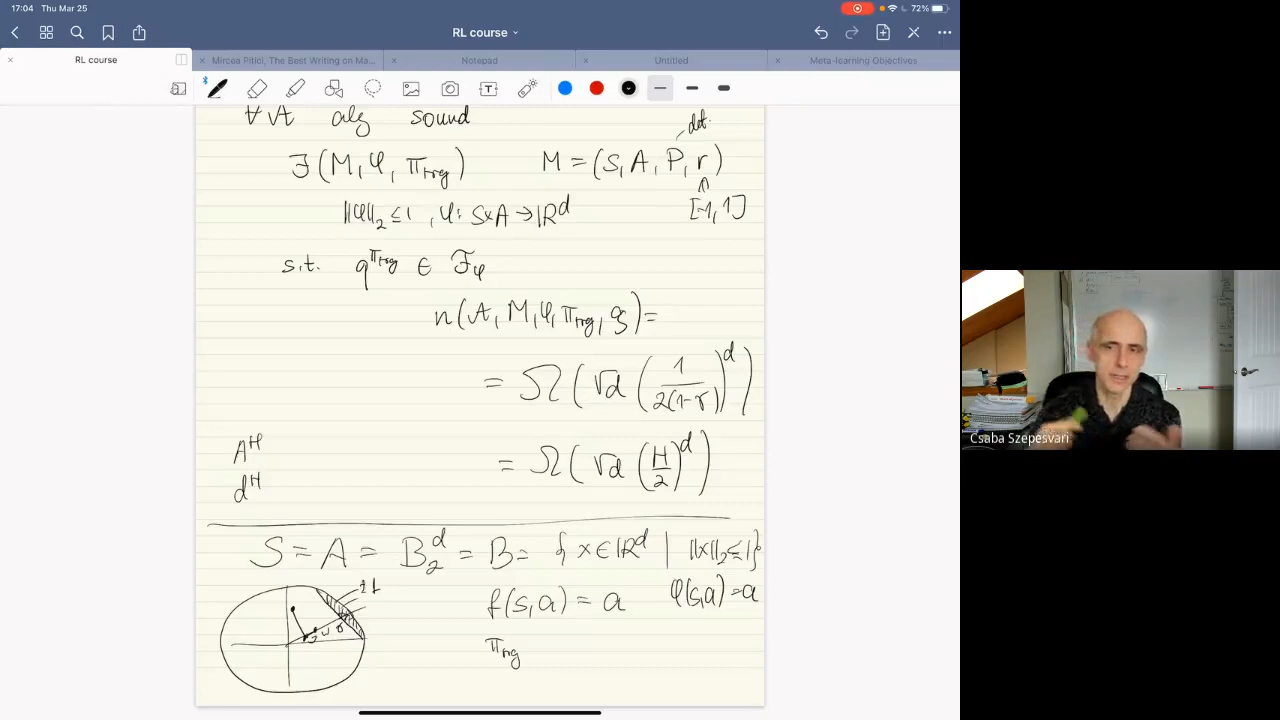 17:04 Thu Mar 25
72%
RL course
RL course
Mircea Pitici, The Best Writing on Ma...
Notepad
Untitled
Meta-learning Objectives
∀ A alg sound
det.
∃ (M, φ, π_trg) M = (S, A, P, r)
‖φ‖₂ ≤ 1, φ: S×A → ℝ^d [-1, 1]
s.t. q^{π_trg} ∈ F_φ
n(A, M, φ, π_trg, ) =
= Ω(√d (1/(2(1-γ)))^d)
A^H
= Ω(√d (H/2)^d)
d^H
S = A = B₂^d = B = { x ∈ ℝ^d | ‖x‖₂ ≤ 1}
f(s, a) = a φ(s,a) = a
π_trg
Csaba Szepesvari